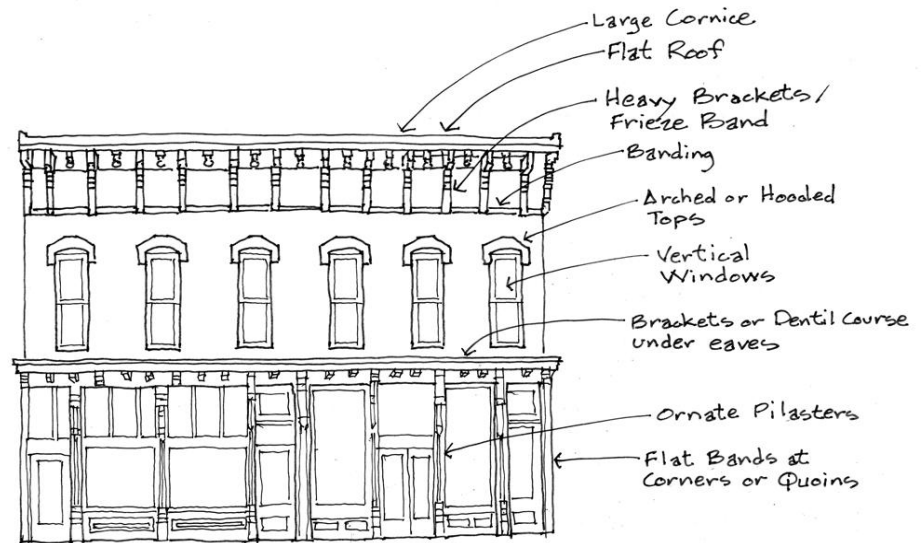 Large Cornice
Flat Roof
Heavy Brackets/
Frieze Band
Banding
Arched or Hooded
Tops
Vertical
Windows
Brackets or Dentil Course
under eaves
Ornate Pilasters
Flat Bands at
Corners or Quoins